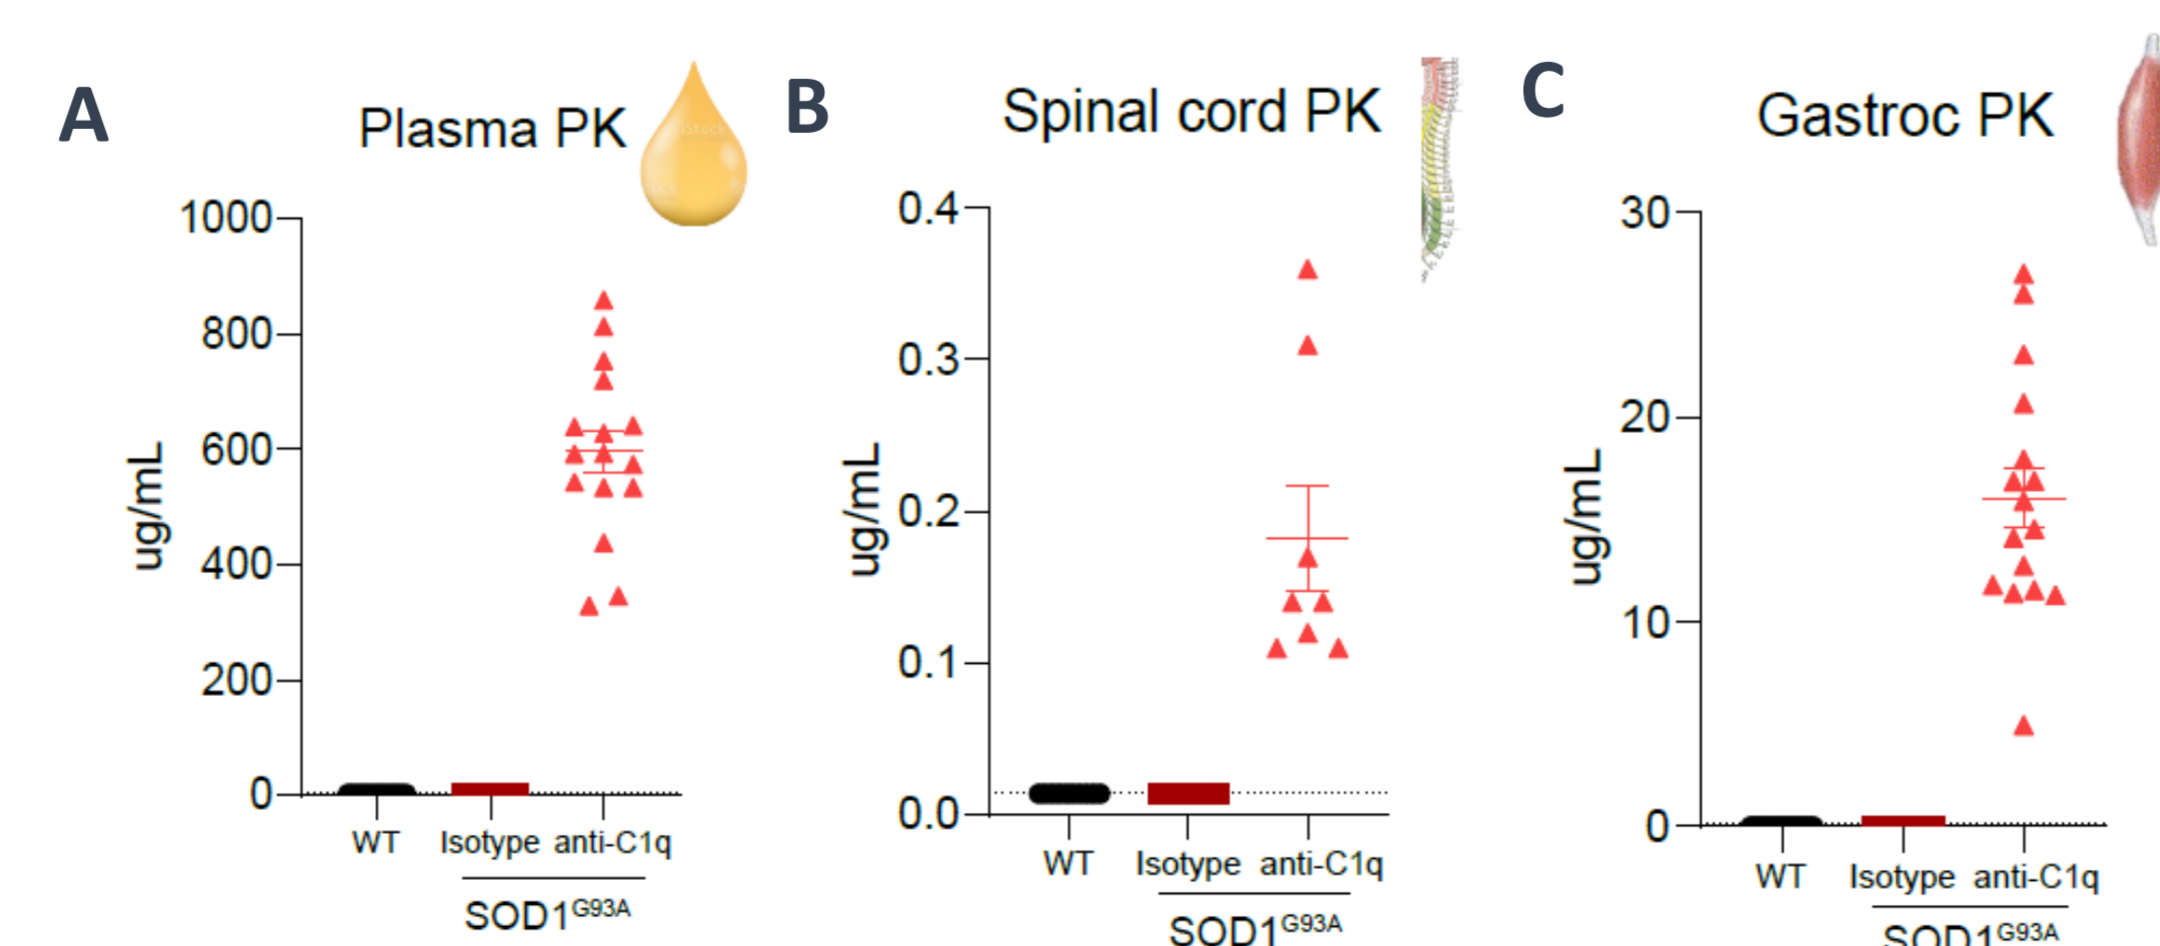 A
Plasma PK
iStock
1000
800
600
400
200
0
ug/mL
WT
Isotype
anti-C1q
SOD1G93A
B
Spinal cord PK
0.4
0.3
0.2
0.1
0.0
ug/mL
WT
Isotype
anti-C1q
SOD1G93A
C
Gastroc PK
30
20
10
0
ug/mL
WT
Isotype
anti-C1q
SOD1G93A